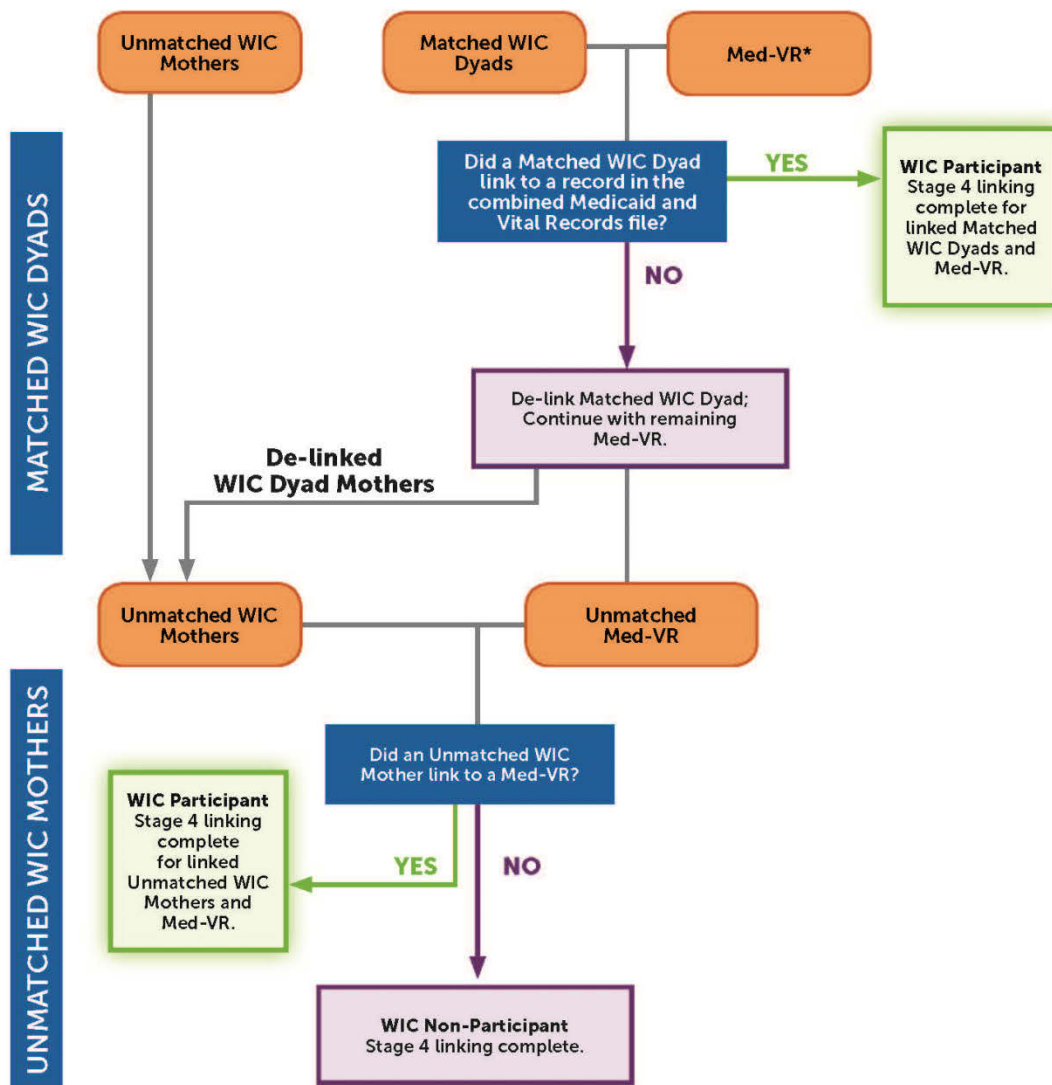 Unmatched WIC
Mothers
Matched WIC
Dyads
Med-VR*
MATCHED WIC DYADS
Did a Matched WIC Dyad
link to a record in the
combined Medicaid and
Vital Records file?
YES
WIC Participant
Stage 4 linking
complete for
linked Matched
WIC Dyads and
Med-VR.
NO
De-link Matched WIC Dyad;
Continue with remaining
Med-VR.
De-linked
WIC Dyad Mothers
Unmatched WIC
Mothers
Unmatched
Med-VR
UNMATCHED WIC MOTHERS
Did an Unmatched WIC
Mother link to a Med-VR?
WIC Participant
Stage 4 linking
complete
for linked
Unmatched WIC
Mothers and
Med-VR.
YES
NO
WIC Non-Participant
Stage 4 linking complete.